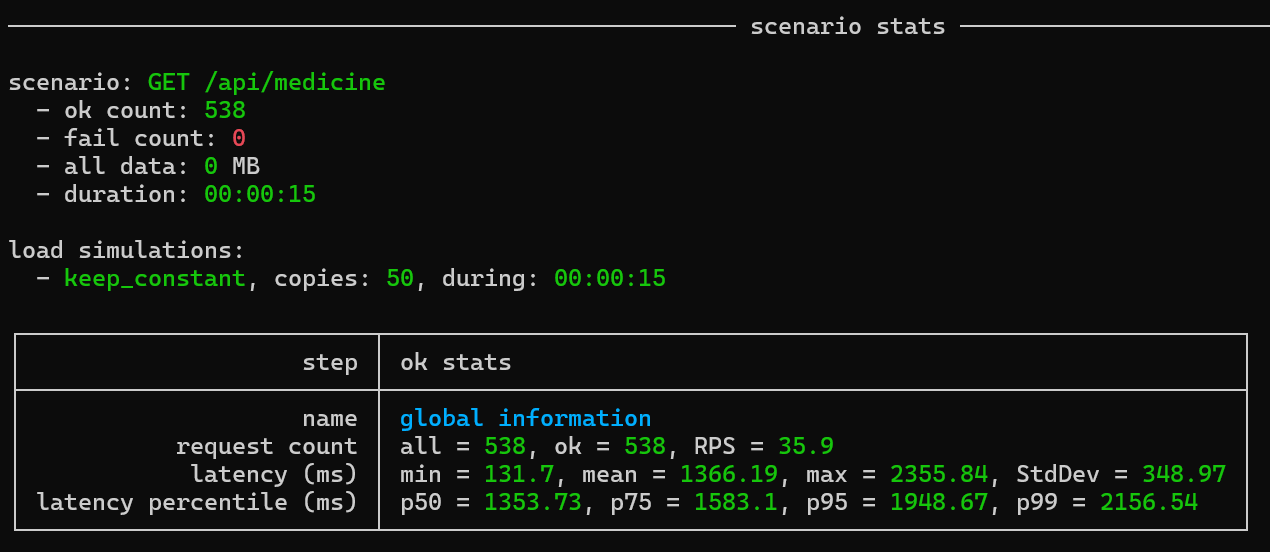 scenario stats
scenario: GET /api/medicine
- ok count: 538
- fail count: 0
- all data: 0 MB
- duration: 00:00:15
load simulations:
- keep_constant, copies: 50, during: 00:00:15
step ok stats
name global information
request count all = 538, ok = 538, RPS = 35.9
latency (ms) min = 131.7, mean = 1366.19, max = 2355.84, StdDev = 348.97
latency percentile (ms) p50 = 1353.73, p75 = 1583.1, p95 = 1948.67, p99 = 2156.54